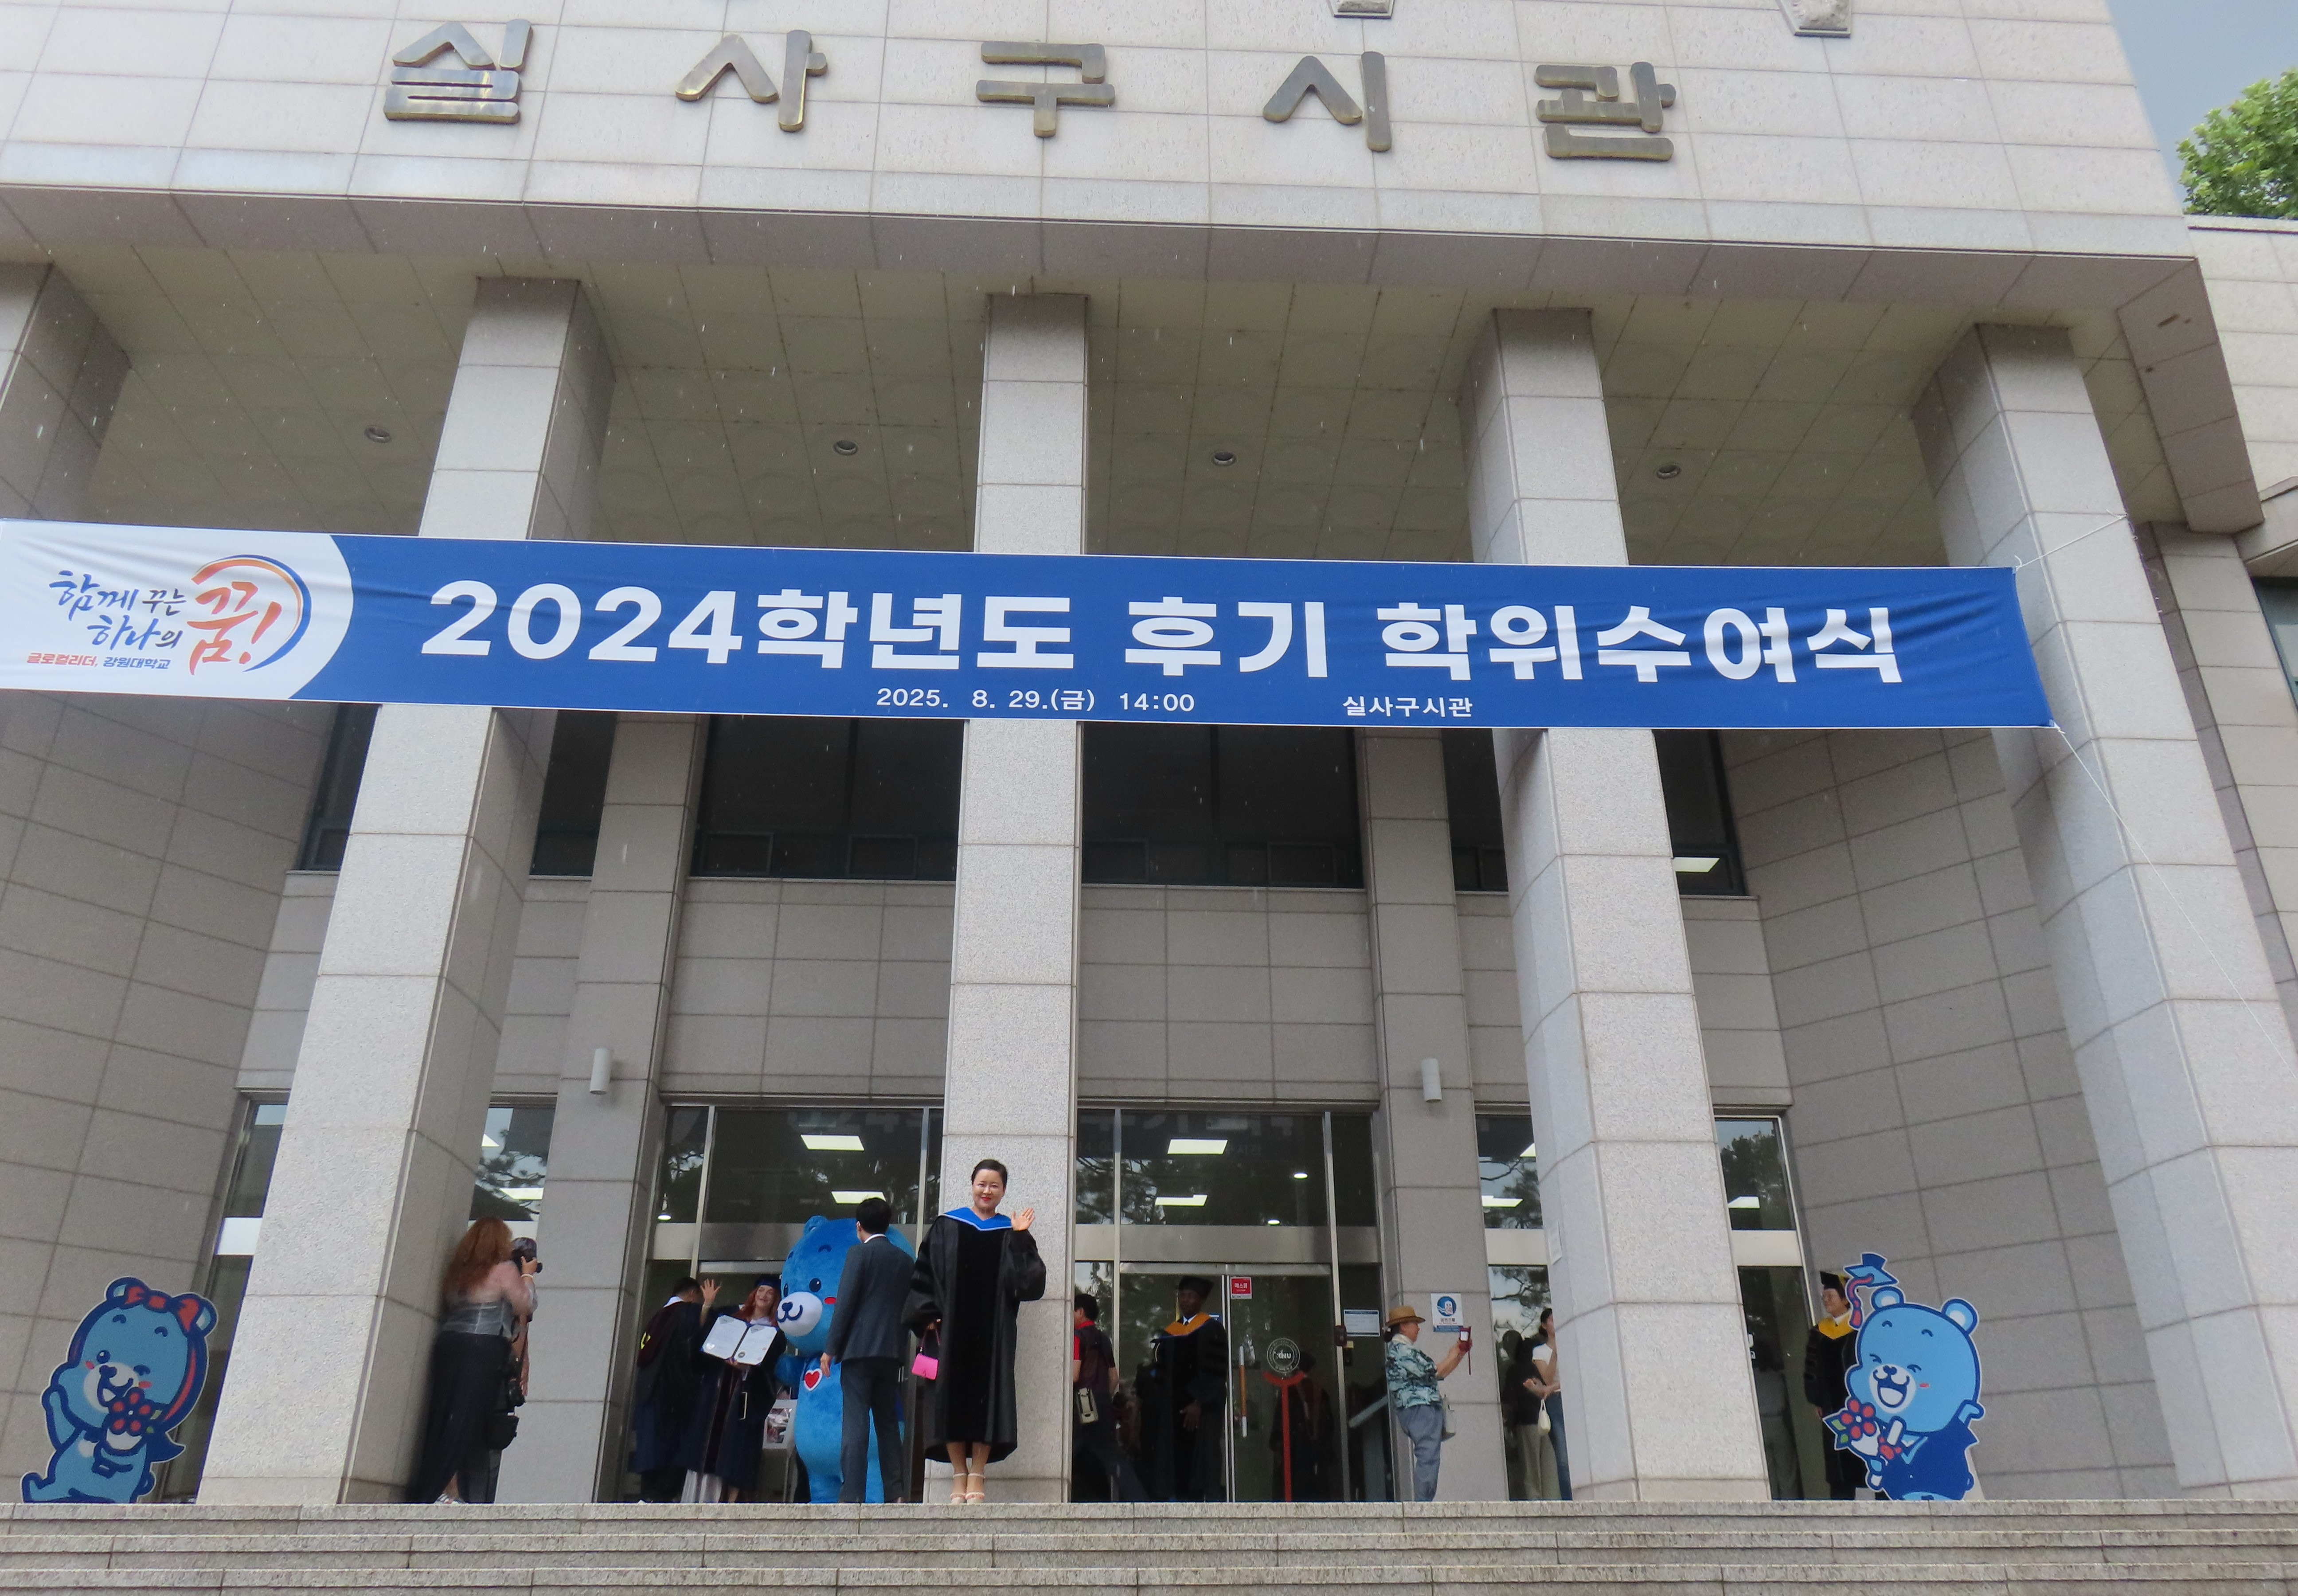 실사구시관
함께 꾸는
하나의 꿈!
글로컬리더, 강원대학교
2024학년도 후기 학위수여식
2025. 8. 29.(금) 14:00 실사구시관
KNU